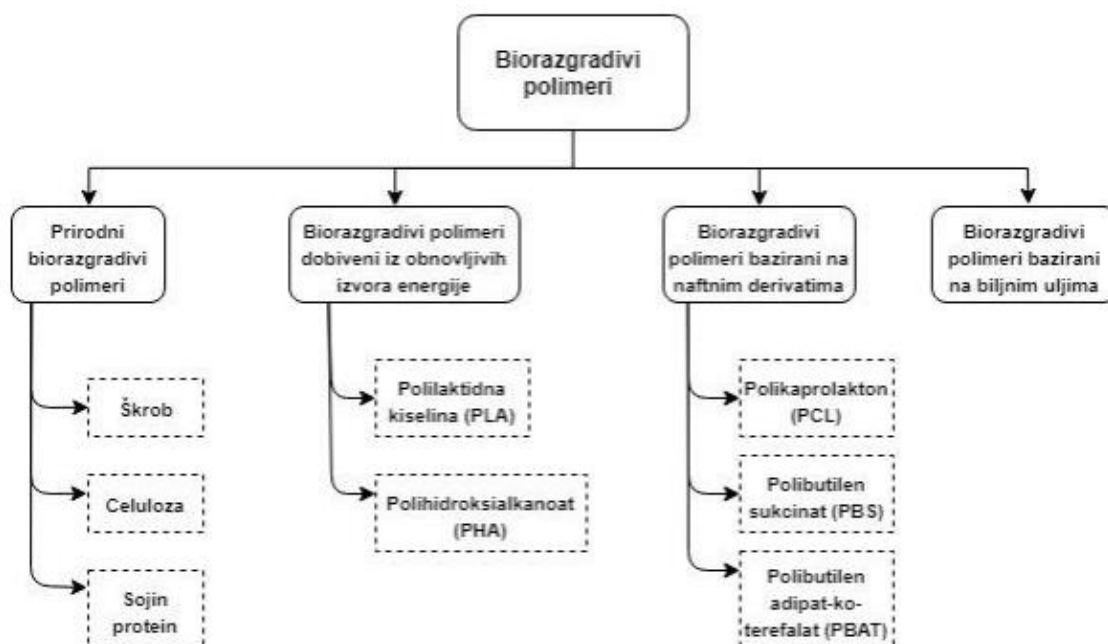 Biorazgradivi
polimeri
Prirodni
biorazgradivi
polimeri
Škrob
Celuloza
Sojin
protein
Biorazgradivi polimeri
dobiveni iz obnovljivih
izvora energije
Polilaktidna
kiselina (PLA)
Polihidroksialkanoat
(PHA)
Biorazgradivi
polimeri bazirani na
naftnim derivatima
Polikaprolakton
(PCL)
Polibutilen
sukcinat (PBS)
Polibutilen
adipat-ko-
terefalat (PBAT)
Biorazgradivi
polimeri bazirani
na biljnim uljima